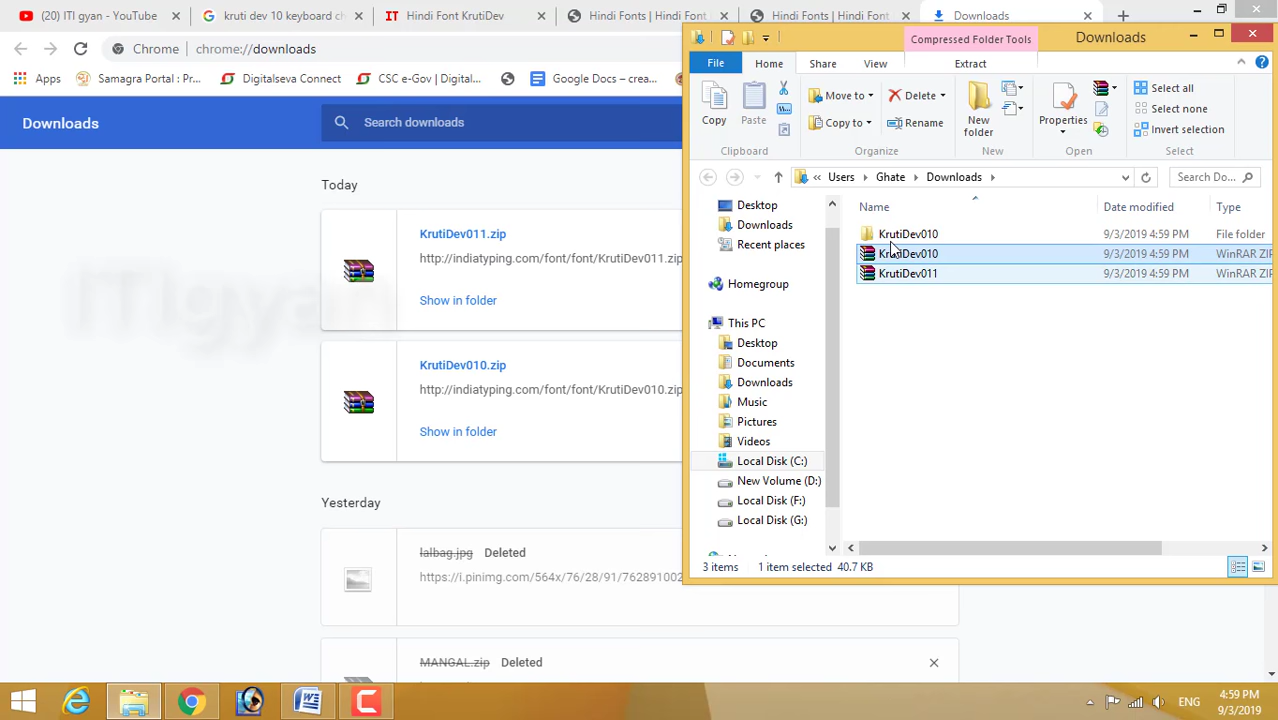 (20) ITI gyan - YouTube
kruti dev 10 keyboard ch
Hindi Font KrutiDev
Hindi Fonts | Hindi Font
Hindi Fonts | Hindi Font
Downloads
Chrome
chrome://downloads
Apps
Samagra Portal : Pr...
Digitalseva Connect
CSC e-Gov | Digital...
Google Docs – crea...
Downloads
Search downloads
Today
KrutiDev011.zip
http://indiatyping.com/font/font/KrutiDev011.zip
Show in folder
KrutiDev010.zip
http://indiatyping.com/font/font/KrutiDev010.zip
Show in folder
Yesterday
lalbag.jpg Deleted
https://i.pinimg.com/564x/76/28/91/762891002
MANGAL.zip Deleted
ITIgyan
Compressed Folder Tools
Downloads
File
Home
Share
View
Extract
Copy
Paste
Move to
Copy to
Delete
Rename
New folder
Properties
Select all
Select none
Invert selection
Clipboard
Organize
New
Open
Select
« Users Ghate Downloads
Search Do...
Name
Date modified
Type
KrutiDev010 9/3/2019 4:59 PM File folder
KrutiDev010 9/3/2019 4:59 PM WinRAR ZIP
KrutiDev011 9/3/2019 4:59 PM WinRAR ZIP
Desktop
Downloads
Recent places
Homegroup
This PC
Desktop
Documents
Downloads
Music
Pictures
Videos
Local Disk (C:)
New Volume (D:)
Local Disk (F:)
Local Disk (G:)
3 items
1 item selected 40.7 KB
ENG
4:59 PM
9/3/2019